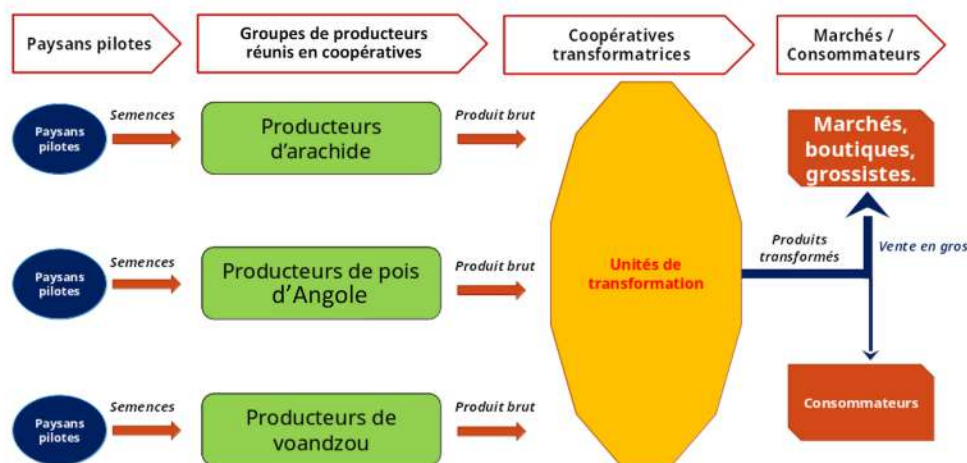 Paysans pilotes
Groupes de producteurs
réunis en coopératives
Coopératives
transformatrices
Marchés /
Consommateurs
Paysans
pilotes
Semences
Producteurs
d'arachide
Produit brut
Marchés,
boutiques,
grossistes.
Paysans
pilotes
Semences
Producteurs de pois
d'Angole
Produit brut
Unités de
transformation
Produits
transformés
Vente en gros
Paysans
pilotes
Semences
Producteurs de
voandzou
Produit brut
Consommateurs